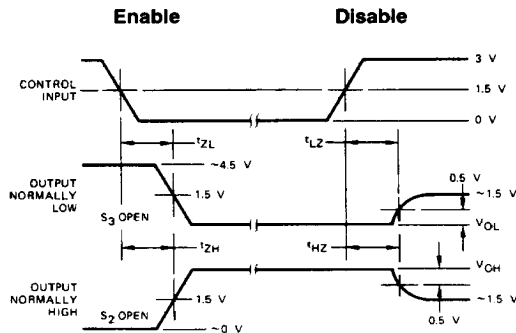 Enable Disable
3 V
CONTROL
INPUT
1.5 V
0 V
tZL
tLZ
~4.5 V
0.5 V
OUTPUT
NORMALLY
LOW
1.5 V
~1.5 V
S3 OPEN
VOL
tZH
tHZ
VOH
OUTPUT
NORMALLY
HIGH
S2 OPEN
1.5 V
0.5 V
~1.5 V
~0 V